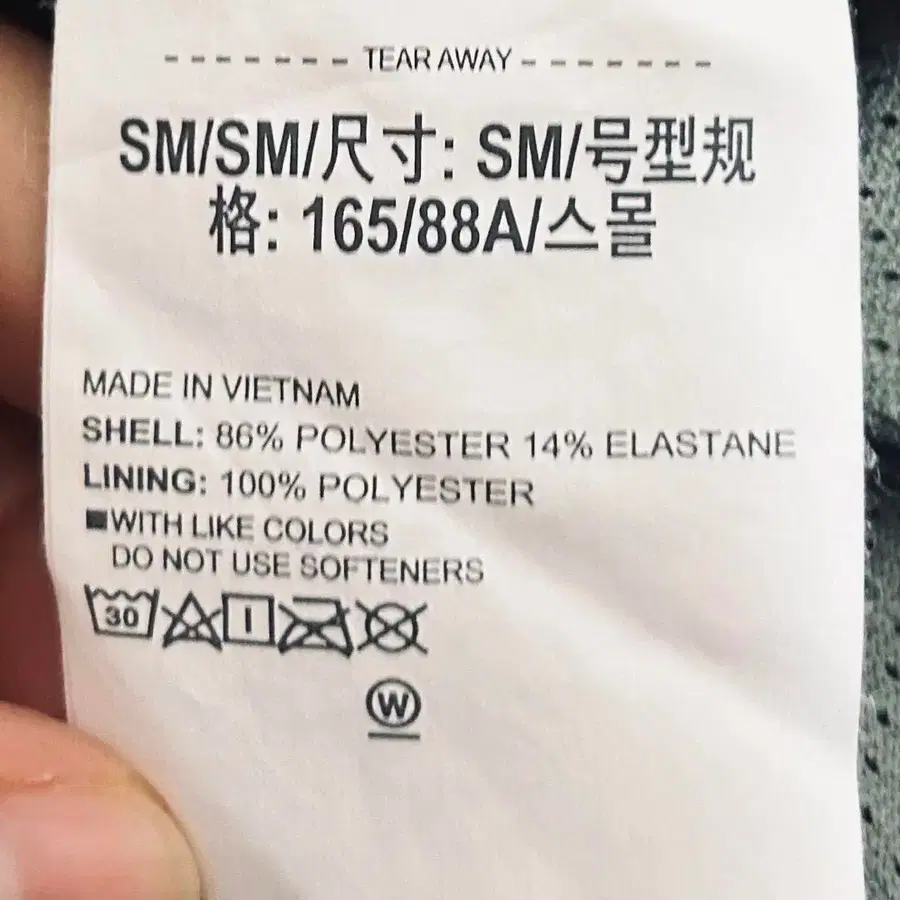 ------- TEAR AWAY -------
SM/SM/尺寸: SM/号型规
格: 165/88A/스몰
MADE IN VIETNAM
SHELL: 86% POLYESTER 14% ELASTANE
LINING: 100% POLYESTER
■WITH LIKE COLORS
DO NOT USE SOFTENERS
30
W